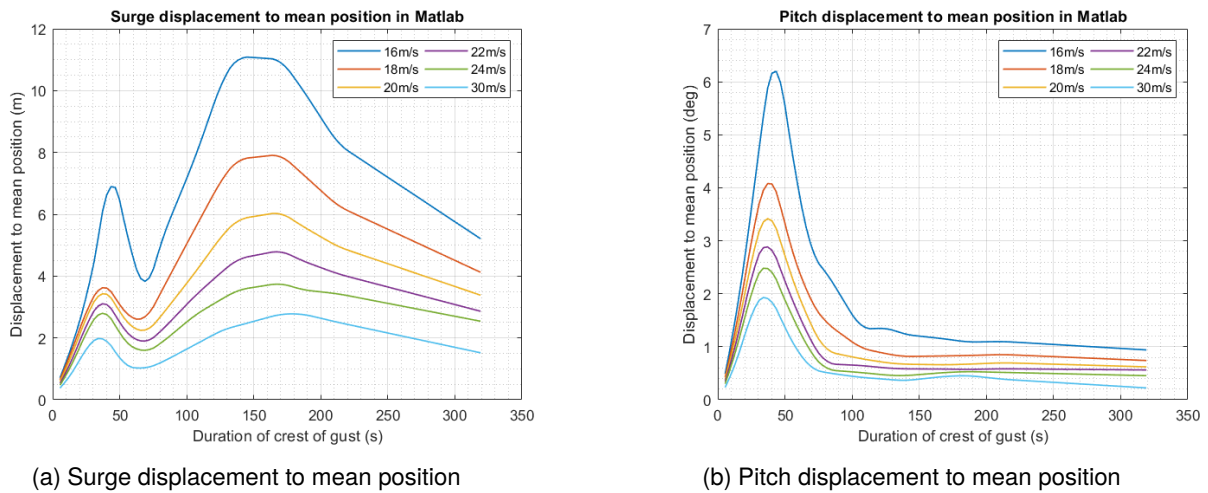 Surge displacement to mean position in Matlab
12
10
8
6
4
2
0
Displacement to mean position (m)
16m/s
18m/s
20m/s
22m/s
24m/s
30m/s
0 50 100 150 200 250 300 350
Duration of crest of gust (s)
(a) Surge displacement to mean position
Pitch displacement to mean position in Matlab
7
6
5
4
3
2
1
0
Displacement to mean position (deg)
16m/s
18m/s
20m/s
22m/s
24m/s
30m/s
0 50 100 150 200 250 300 350
Duration of crest of gust (s)
(b) Pitch displacement to mean position